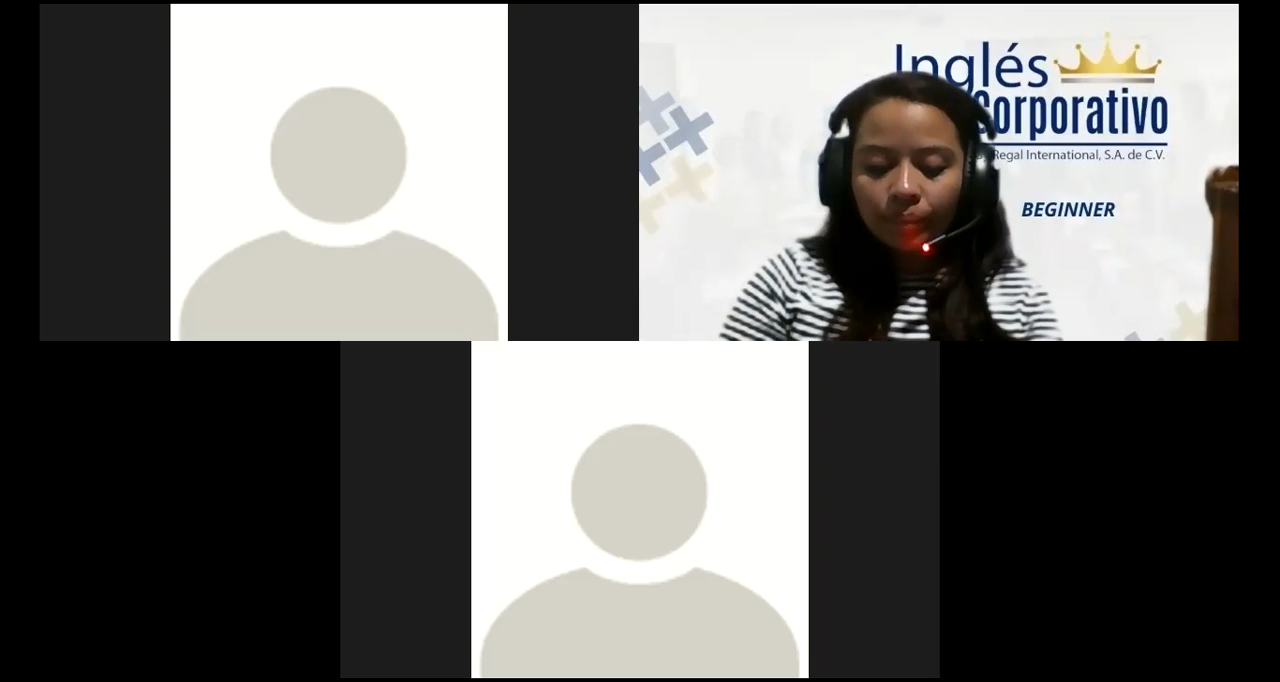 Inglés
Corporativo
Regal International, S.A. de C.V.
BEGINNER